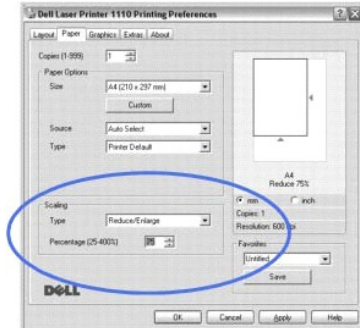 Dell Laser Printer 1110 Printing Preferences
Layout Paper Graphics Extras About
Copies (1-999) 1
Paper Options
Size A4 (210 x 297 mm)
Custom
Source Auto Select
Type Printer Default
A4
Reduce 75%
mm inch
Copies: 1
Resolution: 600 dpi
Scaling
Type Reduce/Enlarge
Percentage (25-400%) 75
Favorites
Untitled
Save
DELL
OK Cancel Apply Help